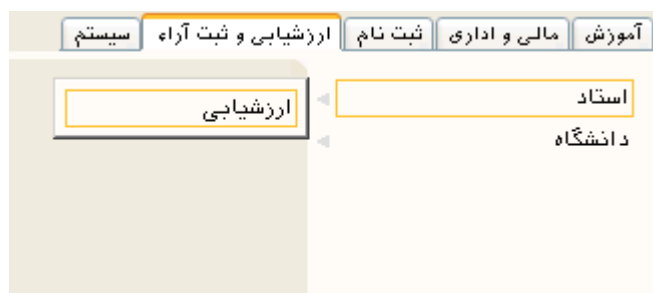 آموزش مالی و اداری ثبت نام ارزشیابی و ثبت آراء سیستم
استاد ارزشیابی
دانشگاه